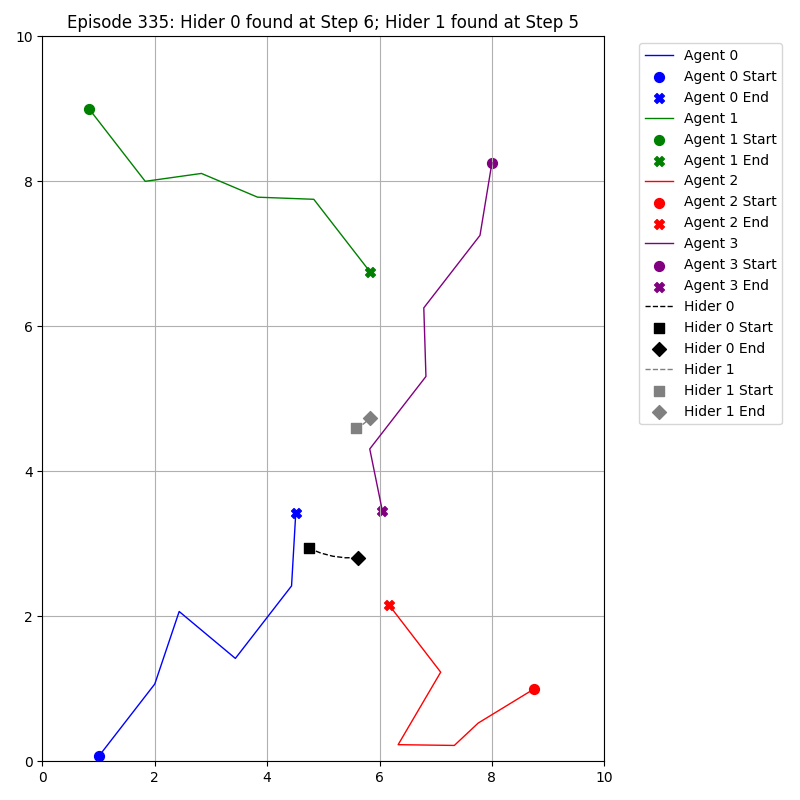 Episode 335: Hider 0 found at Step 6; Hider 1 found at Step 5
10
8
6
4
2
0
0 2 4 6 8 10
Agent 0
Agent 0 Start
Agent 0 End
Agent 1
Agent 1 Start
Agent 1 End
Agent 2
Agent 2 Start
Agent 2 End
Agent 3
Agent 3 Start
Agent 3 End
Hider 0
Hider 0 Start
Hider 0 End
Hider 1
Hider 1 Start
Hider 1 End